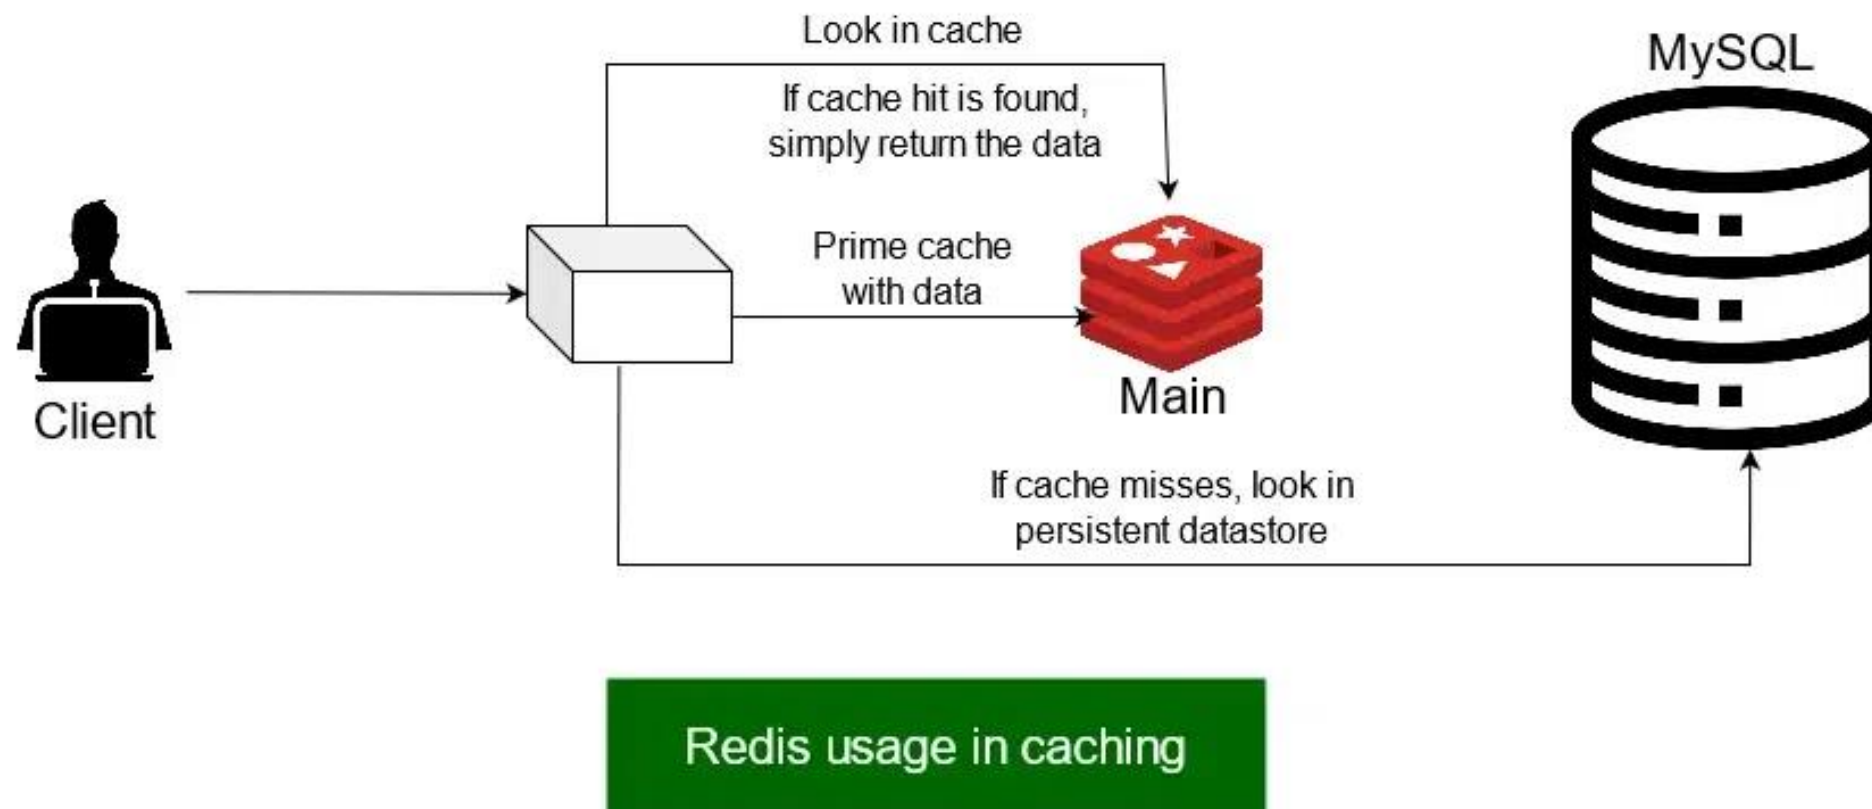 Look in cache
If cache hit is found,
simply return the data
MySQL
Prime cache
with data
Main
Client
If cache misses, look in
persistent datastore
Redis usage in caching